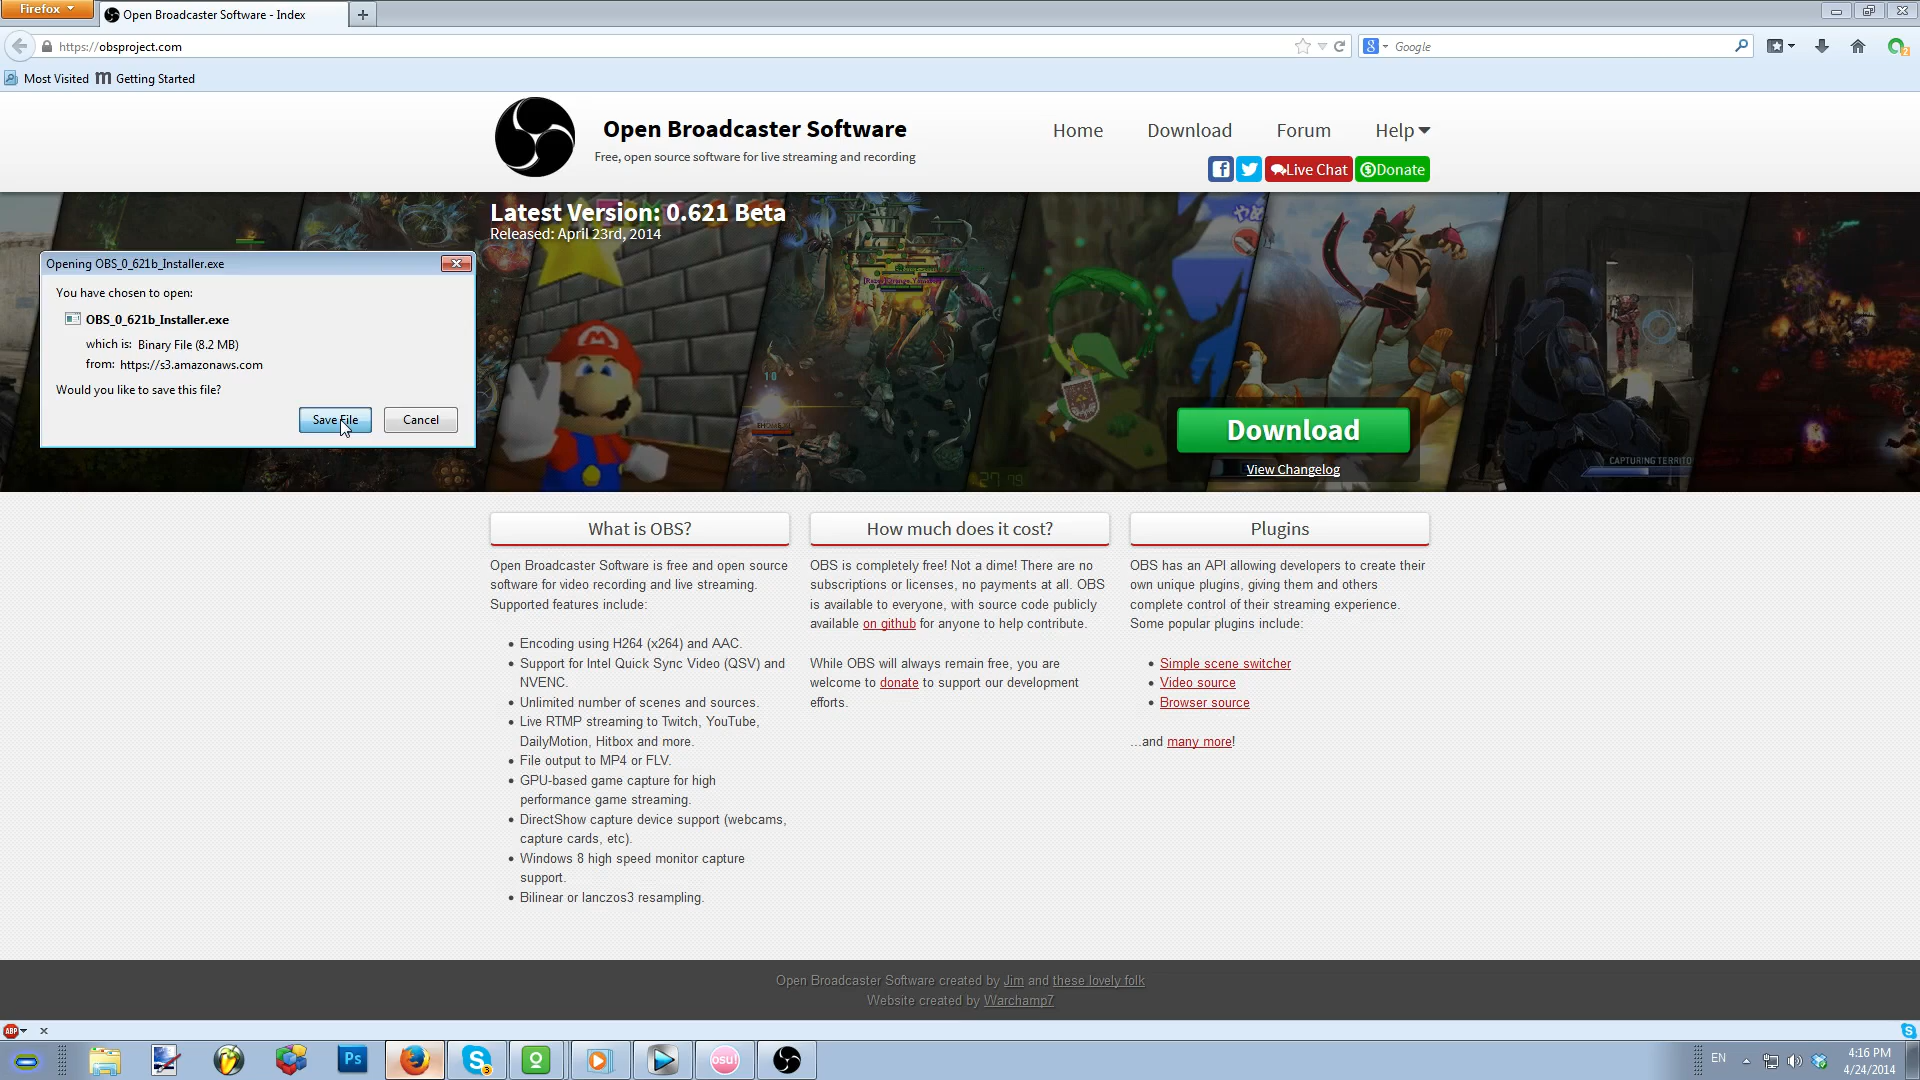 Firefox
Open Broadcaster Software - Index
https://obsproject.com
Google
Most Visited
Getting Started
Open Broadcaster Software
Free, open source software for live streaming and recording
Home
Download
Forum
Help
Live Chat
Donate
Latest Version: 0.621 Beta
Released: April 23rd, 2014
Opening OBS_0_621b_Installer.exe
You have chosen to open:
OBS_0_621b_Installer.exe
which is: Binary File (8.2 MB)
from: https://s3.amazonaws.com
Would you like to save this file?
Save File
Cancel
Download
View Changelog
CAPTURING TERRITO
What is OBS?
Open Broadcaster Software is free and open source
software for video recording and live streaming.
Supported features include:
• Encoding using H264 (x264) and AAC.
• Support for Intel Quick Sync Video (QSV) and
NVENC.
• Unlimited number of scenes and sources.
• Live RTMP streaming to Twitch, YouTube,
DailyMotion, Hitbox and more.
• File output to MP4 or FLV.
• GPU-based game capture for high
performance game streaming.
• DirectShow capture device support (webcams,
capture cards, etc).
• Windows 8 high speed monitor capture
support.
• Bilinear or lanczos3 resampling.
How much does it cost?
OBS is completely free! Not a dime! There are no
subscriptions or licenses, no payments at all. OBS
is available to everyone, with source code publicly
available on github for anyone to help contribute.
While OBS will always remain free, you are
welcome to donate to support our development
efforts.
Plugins
OBS has an API allowing developers to create their
own unique plugins, giving them and others
complete control of their streaming experience.
Some popular plugins include:
• Simple scene switcher
• Video source
• Browser source
...and many more!
Open Broadcaster Software created by Jim and these lovely folk
Website created by Warchamp7
ABP
Ps
3
osu!
EN
4:16 PM
4/24/2014